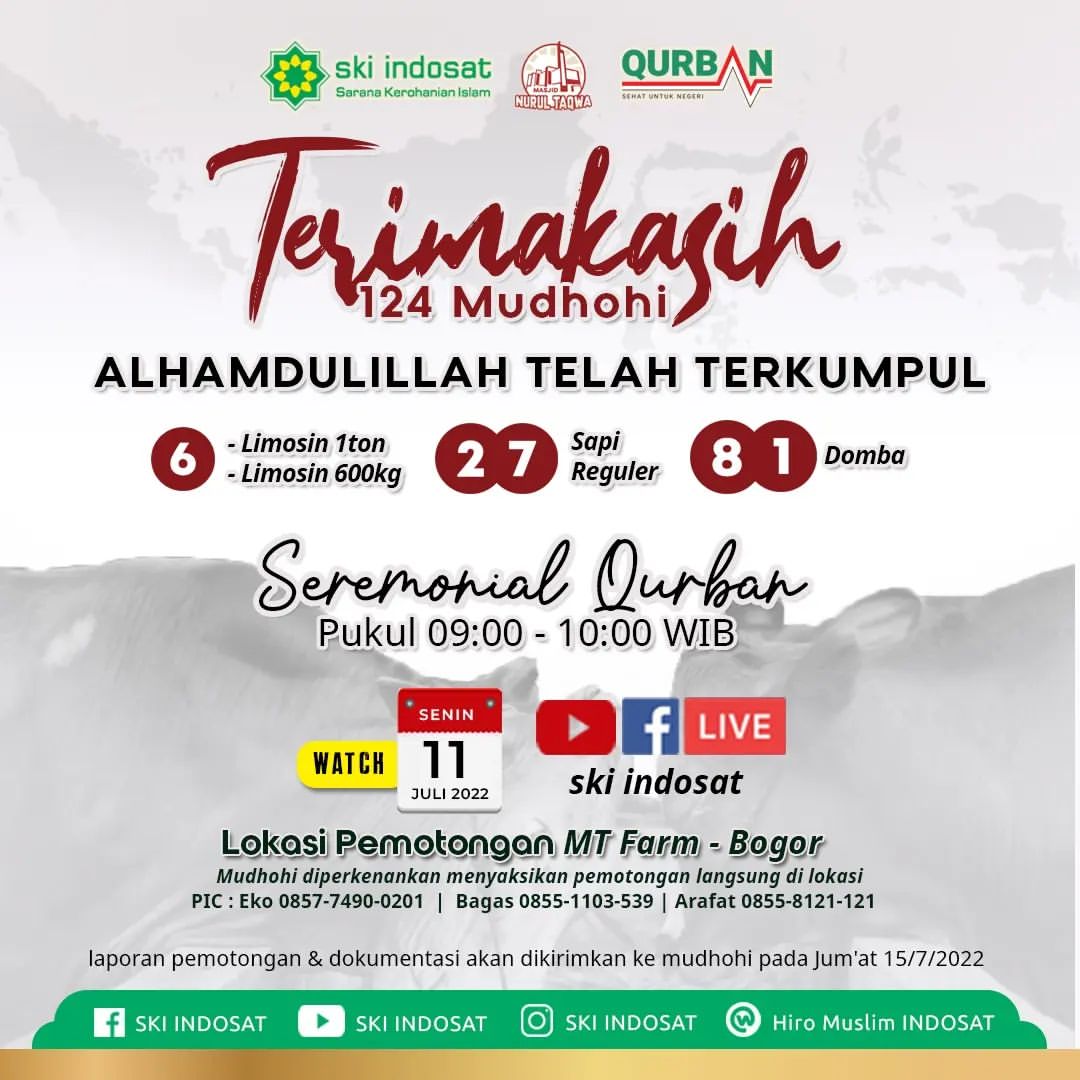 ski indosat
Sarana Kerohanian Islam
MASJID
NURUL TAQWA
QURBAN
SEHAT UNTUK NEGERI
Terimakasih
124 Mudhohi
ALHAMDULILLAH TELAH TERKUMPUL
6 - Limosin 1ton
- Limosin 600kg
27 Sapi
Reguler
81 Domba
Seremonial Qurban
Pukul 09:00 - 10:00 WIB
WATCH
SENIN
11
JULI 2022
LIVE
ski indosat
Lokasi Pemotongan MT Farm - Bogor
Mudhohi diperkenankan menyaksikan pemotongan langsung di lokasi
PIC : Eko 0857-7490-0201 | Bagas 0855-1103-539 | Arafat 0855-8121-121
laporan pemotongan & dokumentasi akan dikirimkan ke mudhohi pada Jum'at 15/7/2022
SKI INDOSAT SKI INDOSAT SKI INDOSAT Hiro Muslim INDOSAT